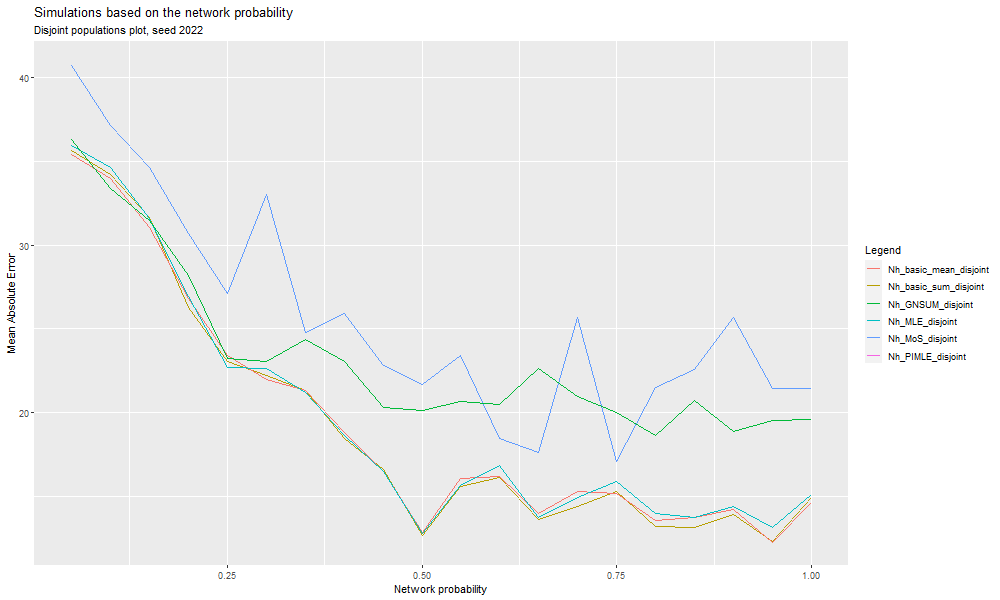 Simulations based on the network probability
Disjoint populations plot, seed 2022
Mean Absolute Error
40
30
20
0.25
0.50
0.75
1.00
Network probability
Legend
Nh_basic_mean_disjoint
Nh_basic_sum_disjoint
Nh_GNSUM_disjoint
Nh_MLE_disjoint
Nh_MoS_disjoint
Nh_PIMLE_disjoint